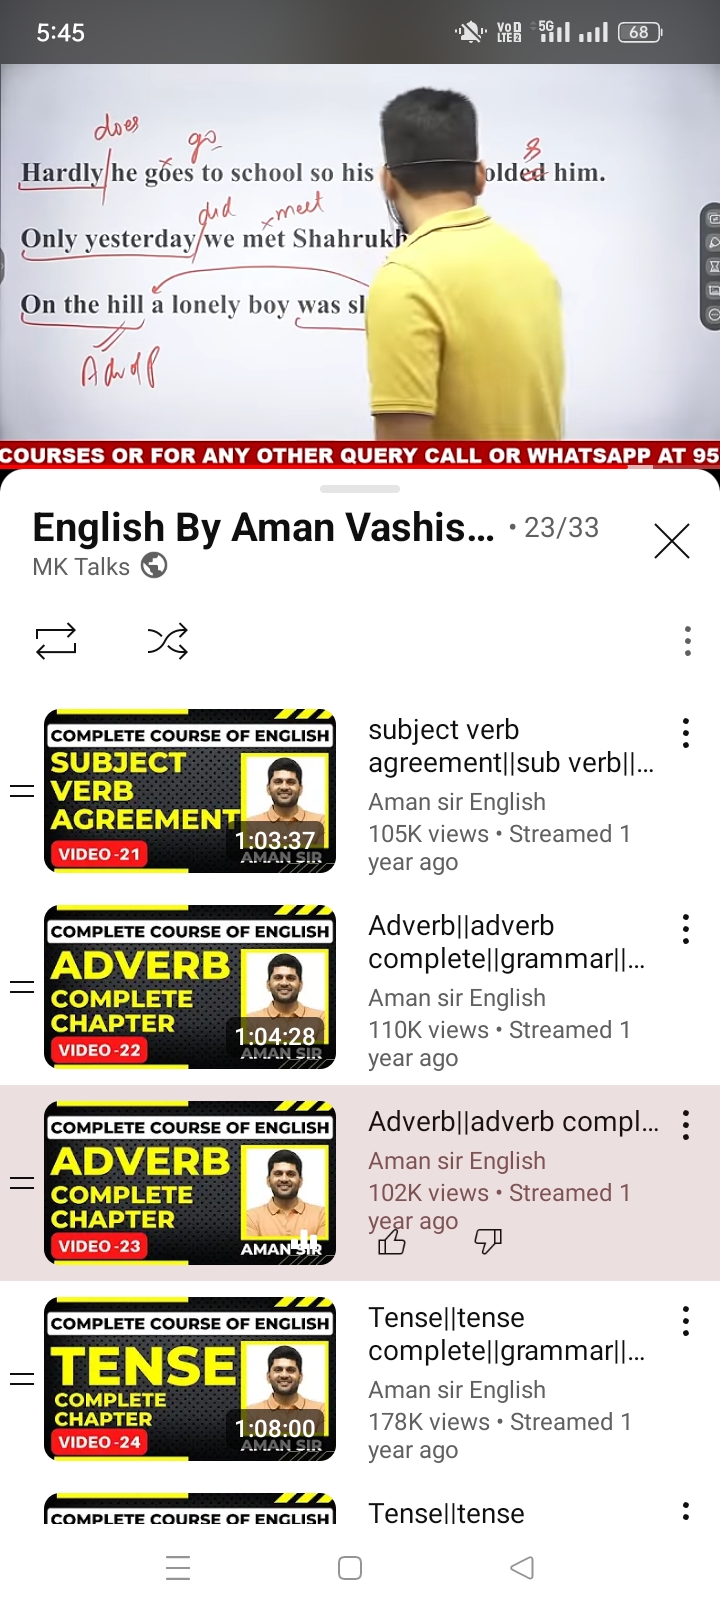 5:45
VoD LTE2 5G 68
does go s
Hardly he goes to school so his olded him.
did meet
Only yesterday we met Shahrukh
On the hill a lonely boy was sl
AdvP
COURSES OR FOR ANY OTHER QUERY CALL OR WHATSAPP AT 95
English By Aman Vashis... • 23/33
MK Talks
COMPLETE COURSE OF ENGLISH
SUBJECT
VERB
AGREEMENT
1:03:37
VIDEO -21
AMAN SIR
subject verb
agreement||sub verb||...
Aman sir English
105K views • Streamed 1
year ago
COMPLETE COURSE OF ENGLISH
ADVERB
COMPLETE
CHAPTER
1:04:28
VIDEO -22
AMAN SIR
Adverb||adverb
complete||grammar||...
Aman sir English
110K views • Streamed 1
year ago
COMPLETE COURSE OF ENGLISH
ADVERB
COMPLETE
CHAPTER
VIDEO -23
AMAN SIR
Adverb||adverb compl...
Aman sir English
102K views • Streamed 1
year ago
COMPLETE COURSE OF ENGLISH
TENSE
COMPLETE
CHAPTER
1:08:00
VIDEO -24
AMAN SIR
Tense||tense
complete||grammar||...
Aman sir English
178K views • Streamed 1
year ago
COMPLETE COURSE OF ENGLISH
Tense||tense